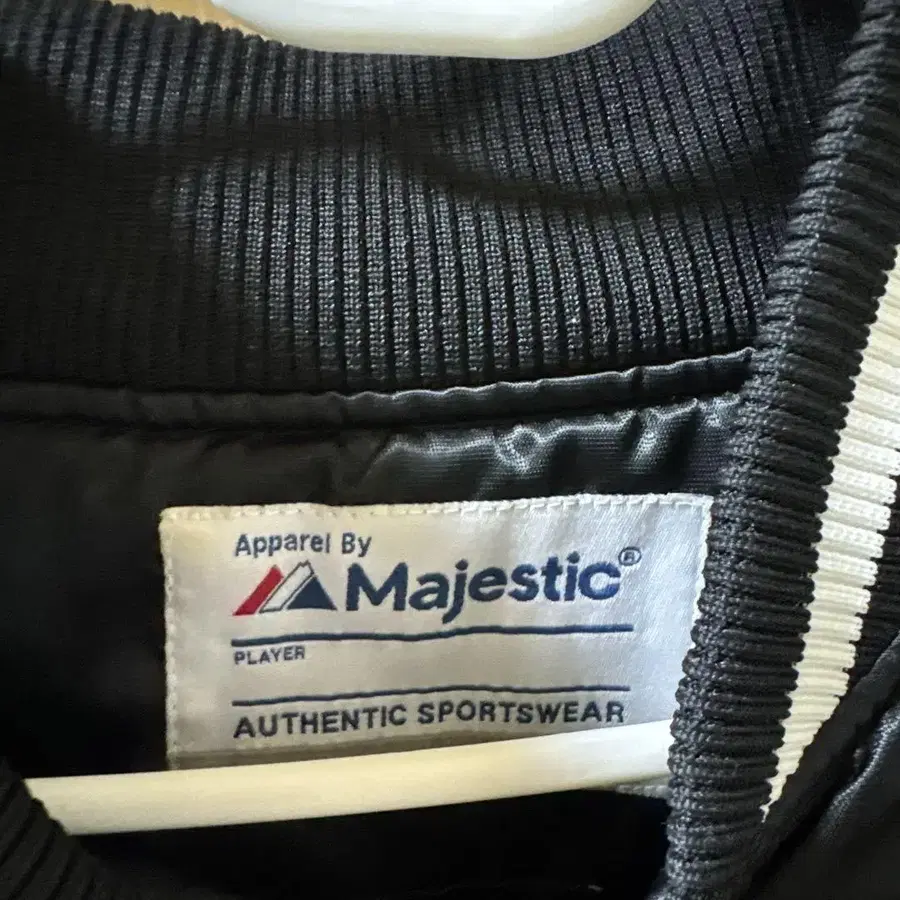 Apparel By
Majestic®
PLAYER
AUTHENTIC SPORTSWEAR